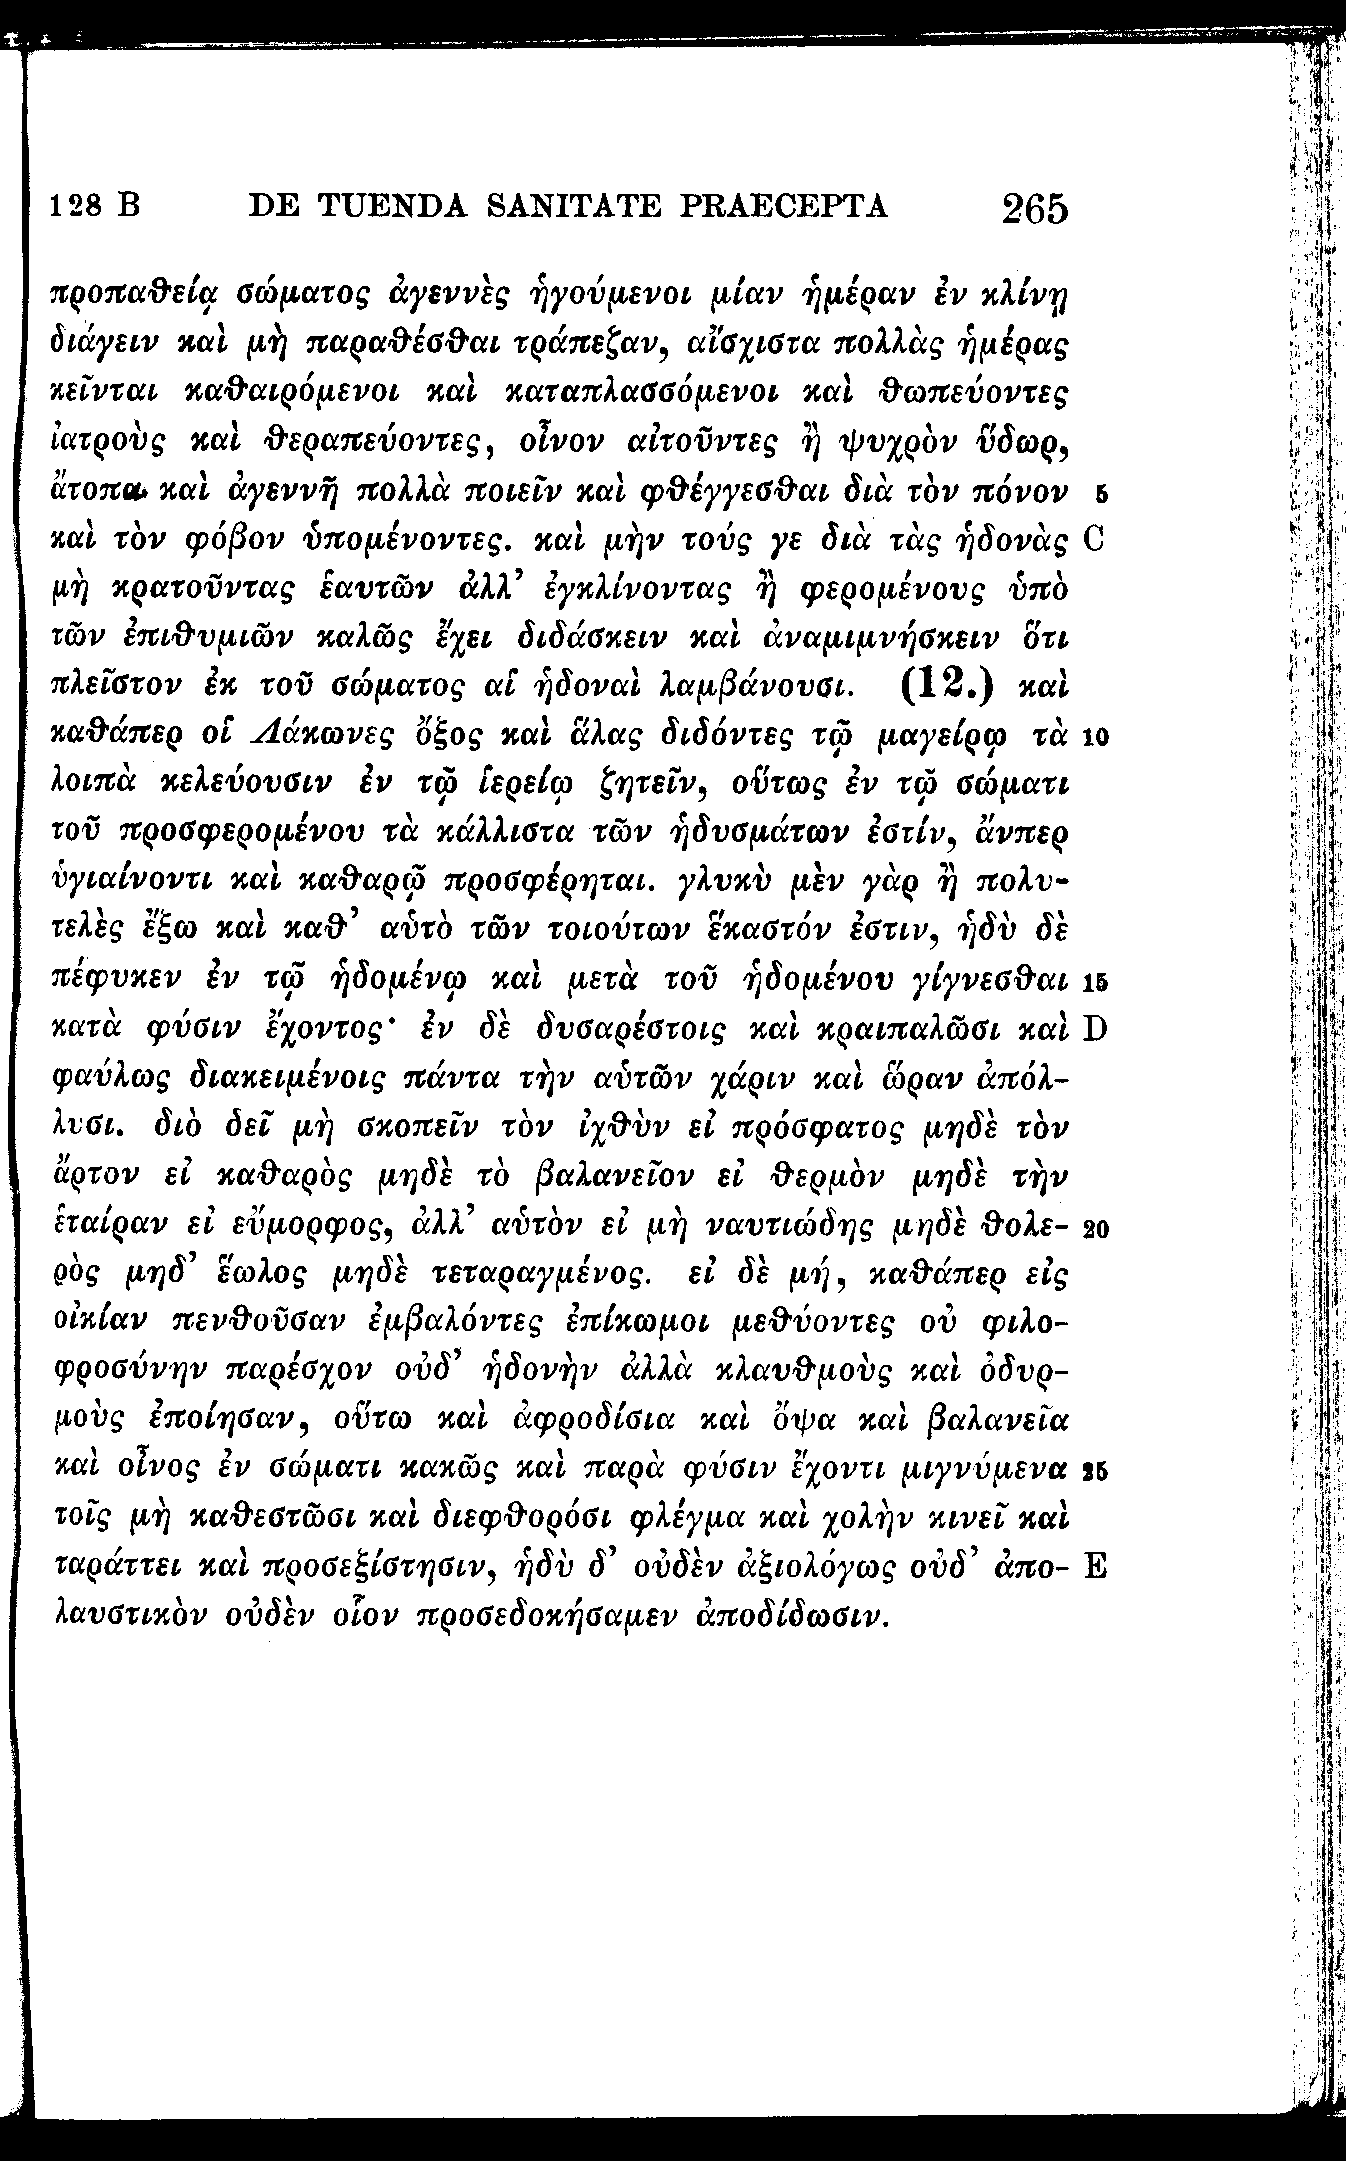 128 B DE TUENDA SANITATE PRAECEPTA 265
προπαθείᾳ σώματος ἀγεννὲς ἡγούμενοι μίαν ἡμέραν ἐν κλίνῃ
διάγειν καὶ μὴ παραθέσθαι τράπεζαν, αἴσχιστα πολλὰς ἡμέρας
κεῖνται καθαιρόμενοι καὶ καταπλασσόμενοι καὶ θωπεύοντες
ἰατροὺς καὶ θεραπεύοντες, οἶνον αἰτοῦντες ἢ ψυχρὸν ὕδωρ,
ἄτοπα καὶ ἀγεννῆ πολλὰ ποιεῖν καὶ φθέγγεσθαι διὰ τὸν πόνον 5
καὶ τὸν φόβον ὑπομένοντες. καὶ μὴν τούς γε διὰ τὰς ἡδονὰς C
μὴ κρατοῦντας ἑαυτῶν ἀλλ’ ἐγκλίνοντας ἢ φερομένους ὑπὸ
τῶν ἐπιθυμιῶν καλῶς ἔχει διδάσκειν καὶ ἀναμιμνήσκειν ὅτι
πλεῖστον ἐκ τοῦ σώματος αἱ ἡδοναὶ λαμβάνουσι. (12.) καὶ
καθάπερ οἱ Λάκωνες ὄξος καὶ ἅλας διδόντες τῷ μαγείρῳ τὰ 10
λοιπὰ κελεύουσιν ἐν τῷ ἱερείῳ ζητεῖν, οὕτως ἐν τῷ σώματι
τοῦ προσφερομένου τὰ κάλλιστα τῶν ἡδυσμάτων ἐστίν, ἄνπερ
ὑγιαίνοντι καὶ καθαρῷ προσφέρηται. γλυκὺ μὲν γὰρ ἢ πολυ-
τελὲς ἔξω καὶ καθ’ αὑτὸ τῶν τοιούτων ἕκαστόν ἐστιν, ἡδὺ δὲ
πέφυκεν ἐν τῷ ἡδομένῳ καὶ μετὰ τοῦ ἡδομένου γίγνεσθαι 15
κατὰ φύσιν ἔχοντος· ἐν δὲ δυσαρέστοις καὶ κραιπαλῶσι καὶ D
φαύλως διακειμένοις πάντα τὴν αὑτῶν χάριν καὶ ὥραν ἀπόλ-
λυσι. διὸ δεῖ μὴ σκοπεῖν τὸν ἰχθὺν εἰ πρόσφατος μηδὲ τὸν
ἄρτον εἰ καθαρὸς μηδὲ τὸ βαλανεῖον εἰ θερμὸν μηδὲ τὴν
ἑταίραν εἰ εὔμορφος, ἀλλ’ αὑτὸν εἰ μὴ ναυτιώδης μηδὲ θολε- 20
ρὸς μηδ’ ἕωλος μηδὲ τεταραγμένος. εἰ δὲ μή, καθάπερ εἰς
οἰκίαν πενθοῦσαν ἐμβαλόντες ἐπίκωμοι μεθύοντες οὐ φιλο-
φροσύνην παρέσχον οὐδ’ ἡδονὴν ἀλλὰ κλαυθμοὺς καὶ ὀδυρ-
μοὺς ἐποίησαν, οὕτω καὶ ἀφροδίσια καὶ ὄψα καὶ βαλανεῖα
καὶ οἶνος ἐν σώματι κακῶς καὶ παρὰ φύσιν ἔχοντι μιγνύμενα 25
τοῖς μὴ καθεστῶσι καὶ διεφθορόσι φλέγμα καὶ χολὴν κινεῖ καὶ
ταράττει καὶ προσεξίστησιν, ἡδὺ δ’ οὐδὲν ἀξιολόγως οὐδ’ ἀπο- E
λαυστικὸν οὐδὲν οἷον προσεδοκήσαμεν ἀποδίδωσιν.